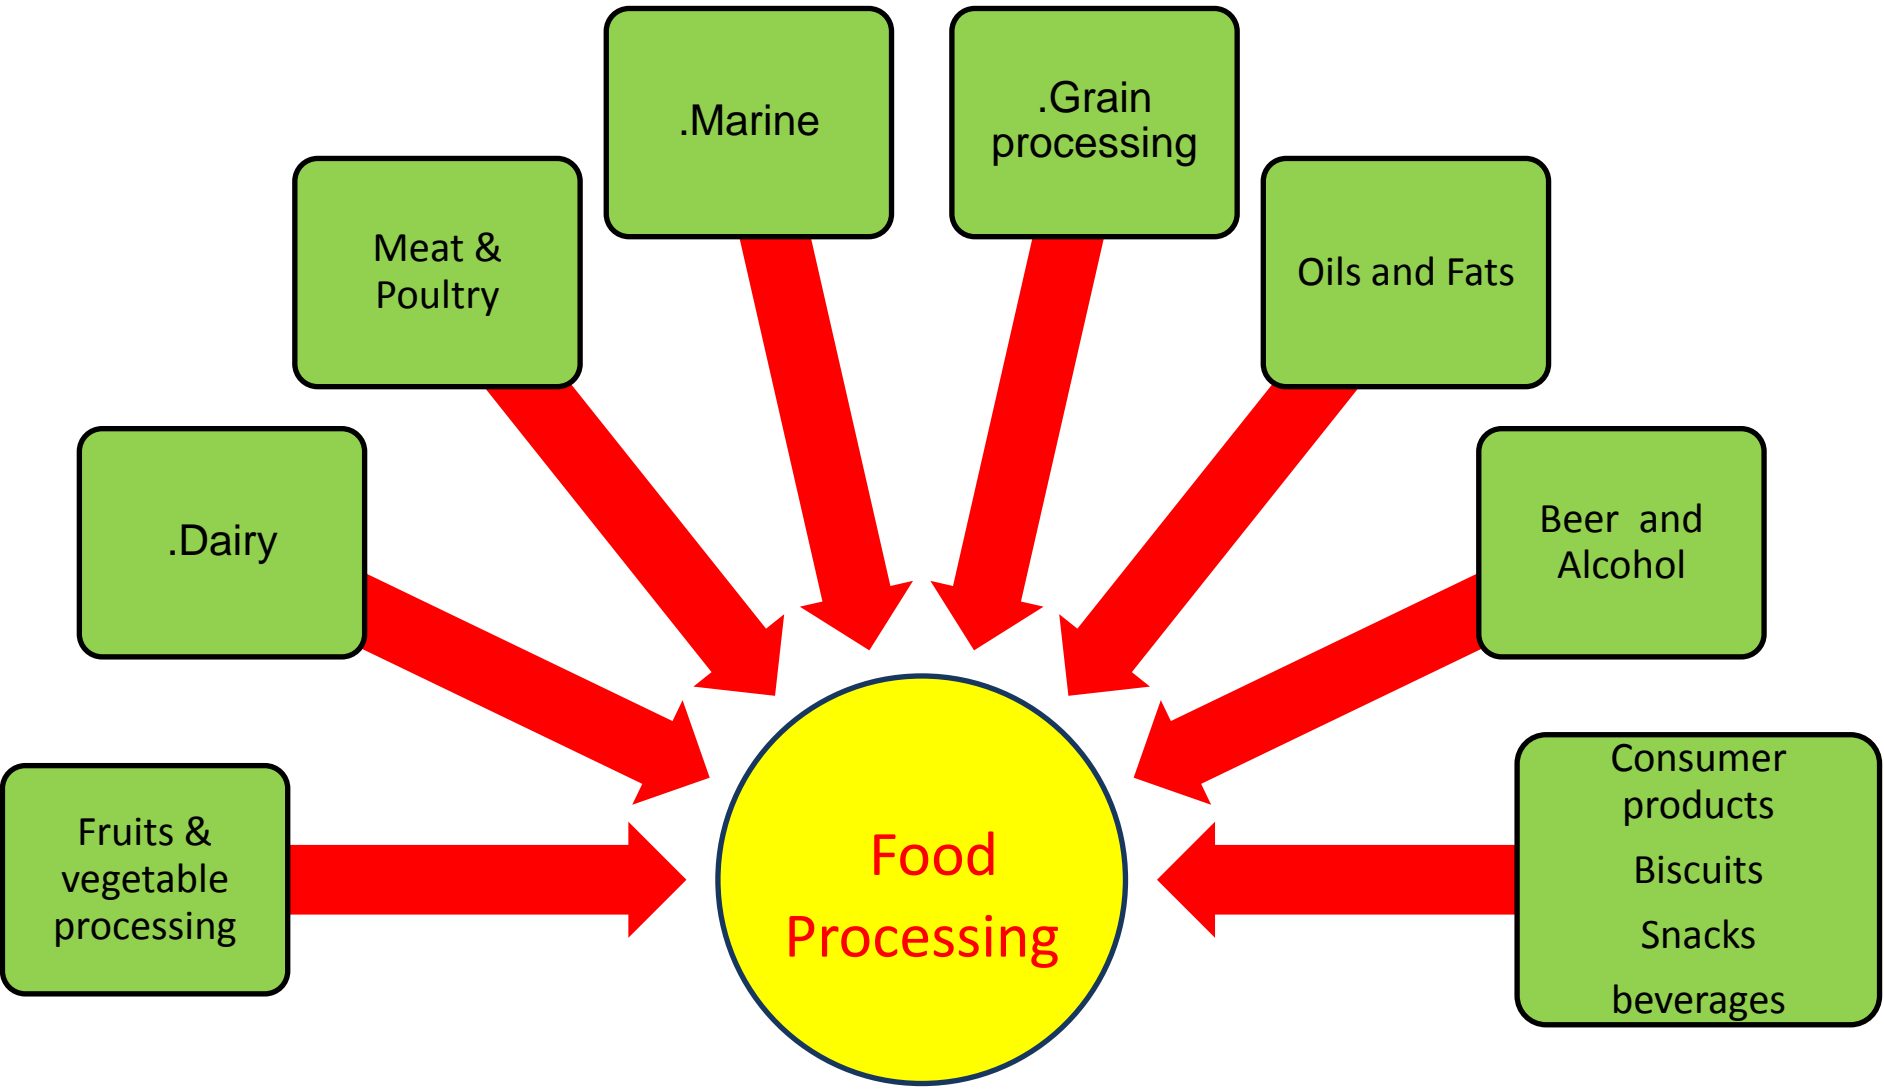 .Marine
.Grain
processing
Meat &
Poultry
Oils and Fats
.Dairy
Beer  and
Alcohol
Fruits &
vegetable
processing
Consumer
products
Biscuits
Snacks
beverages
Food
Processing